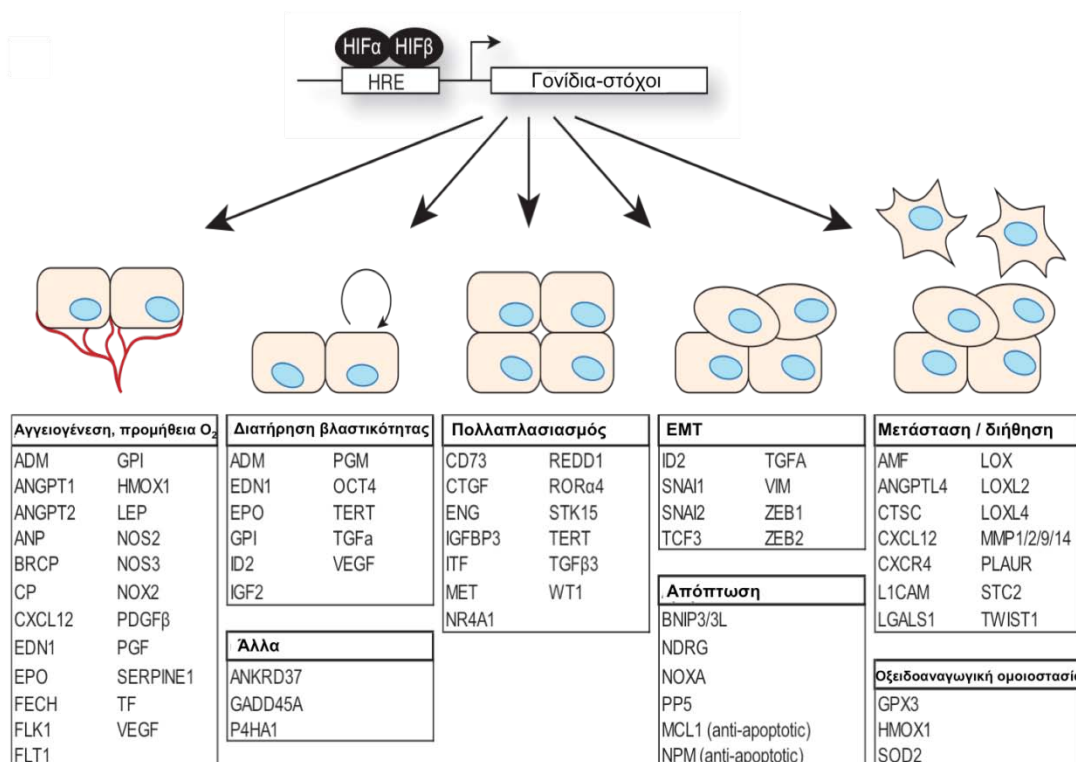 HIFα HIFβ
HRE
Γονίδια-στόχοι
Αγγειογένεση, προμήθεια O₂
ADM GPI
ANGPT1 HMOX1
ANGPT2 LEP
ANP NOS2
BRCP NOS3
CP NOX2
CXCL12 PDGFβ
EDN1 PGF
EPO SERPINE1
FECH TF
FLK1 VEGF
FLT1
Διατήρηση βλαστικότητας
ADM PGM
EDN1 OCT4
EPO TERT
GPI TGFa
ID2 VEGF
IGF2
Άλλα
ANKRD37
GADD45A
P4HA1
Πολλαπλασιασμός
CD73 REDD1
CTGF RORα4
ENG STK15
IGFBP3 TERT
ITF TGFβ3
MET WT1
NR4A1
EMT
ID2 TGFA
SNAI1 VIM
SNAI2 ZEB1
TCF3 ZEB2
Απόπτωση
BNIP3/3L
NDRG
NOXA
PP5
MCL1 (anti-apoptotic)
NPM (anti-apoptotic)
Μετάσταση / διήθηση
AMF LOX
ANGPTL4 LOXL2
CTSC LOXL4
CXCL12 MMP1/2/9/14
CXCR4 PLAUR
L1CAM STC2
LGALS1 TWIST1
Οξειδοαναγωγική ομοιοστασί
GPX3
HMOX1
SOD2